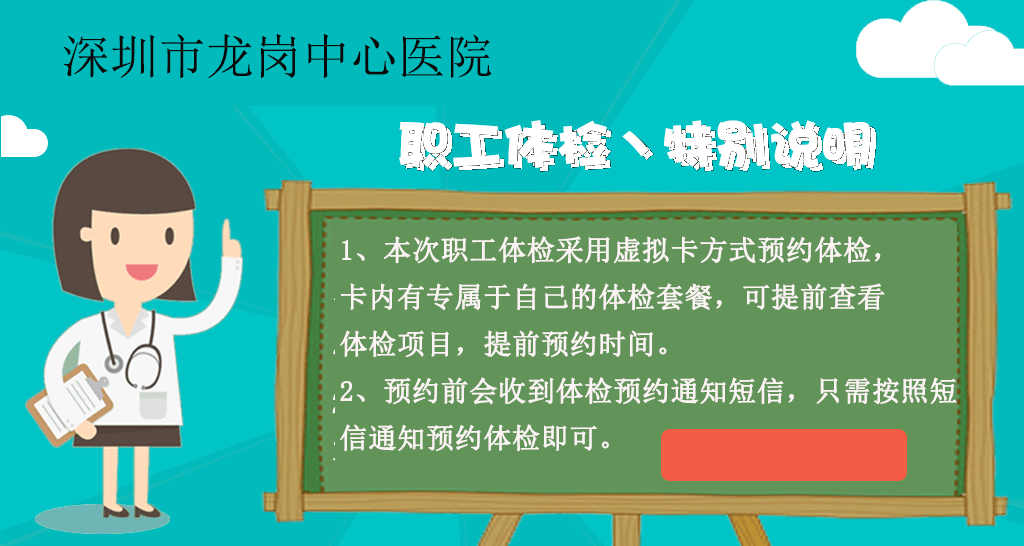 深圳市龙岗中心医院
职工体检、特别说明
1、本次职工体检采用虚拟卡方式预约体检，
卡内有专属于自己的体检套餐，可提前查看
体检项目，提前预约时间。
2、预约前会收到体检预约通知短信，只需按照短
信通知预约体检即可。